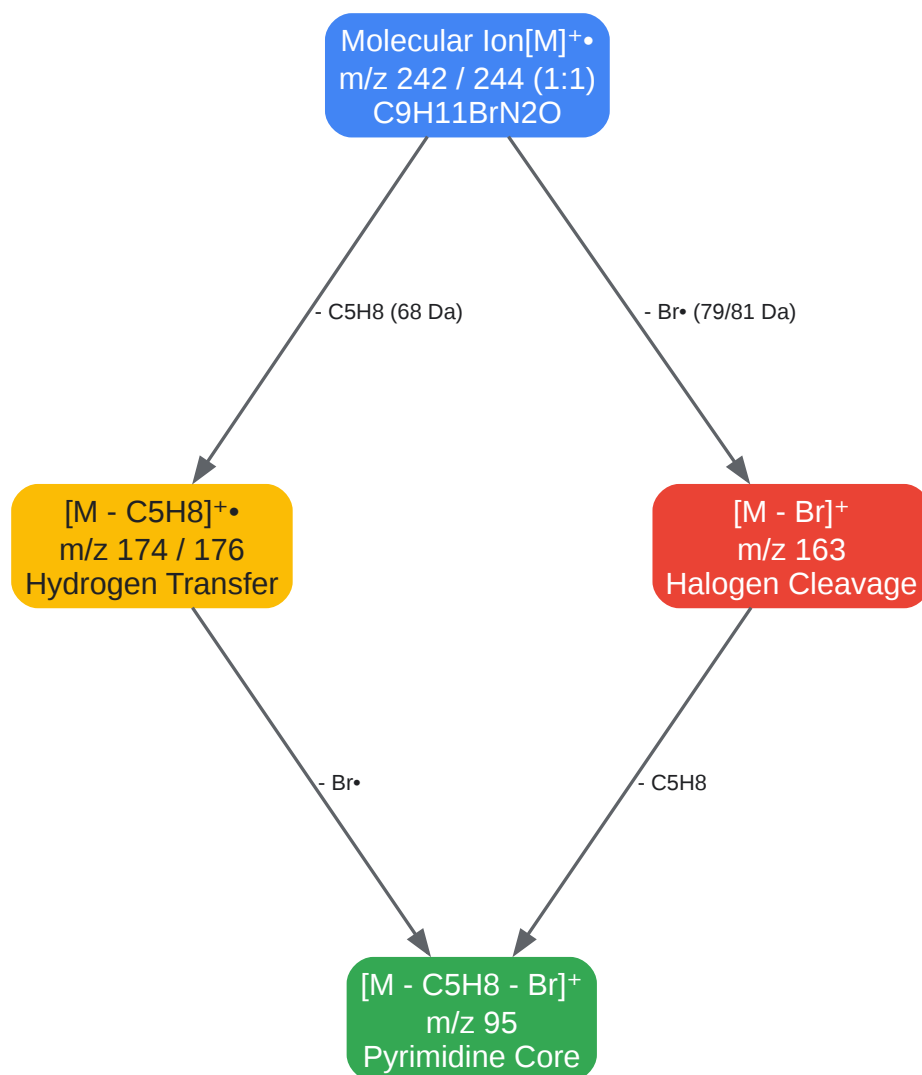 Molecular Ion[M]⁺•
m/z 242 / 244 (1:1)
C9H11BrN2O
- C5H8 (68 Da)
- Br• (79/81 Da)
[M - C5H8]⁺•
m/z 174 / 176
Hydrogen Transfer
[M - Br]⁺
m/z 163
Halogen Cleavage
- Br•
- C5H8
[M - C5H8 - Br]⁺
m/z 95
Pyrimidine Core